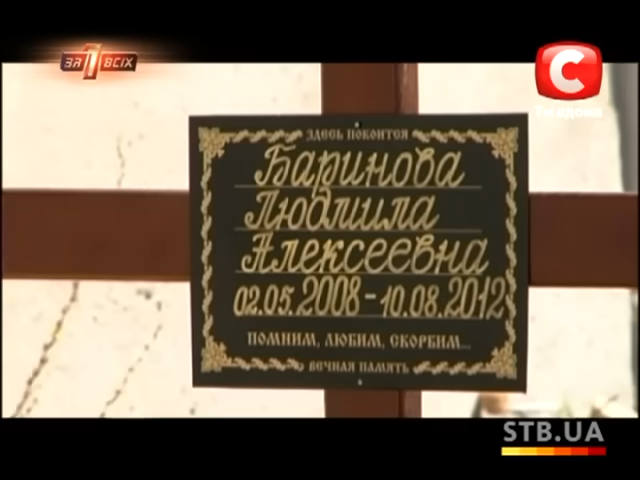 ЗА 1 ВСІХ
ЗДЕСЬ ПОКОИТСЯ
Баринова
Людмила
Алексеевна
02.05.2008 - 10.08.2012
ПОМНИМ, ЛЮБИМ, СКОРБИМ...
ВЕЧНАЯ ПАМЯТЬ
STB.UA